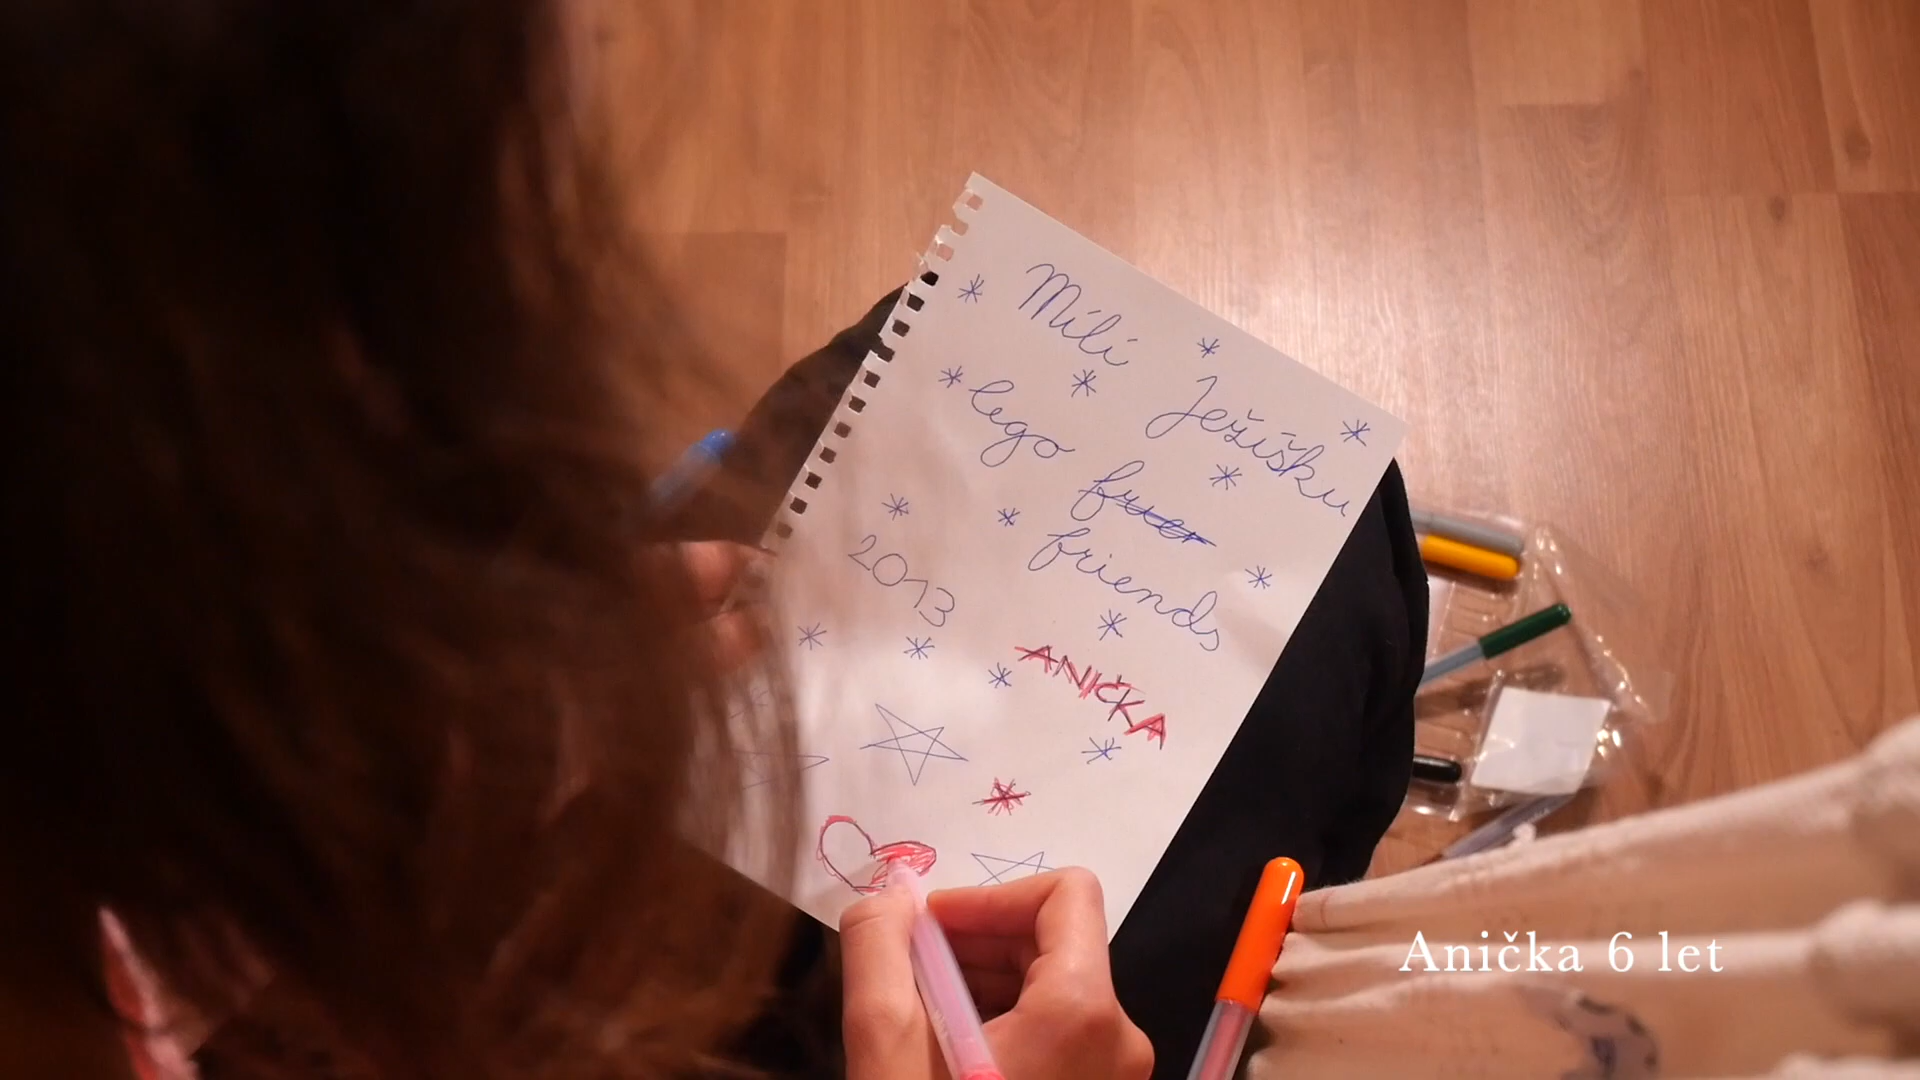 Milí Ježíšku
lego
friends
2013
ANIČKA
Anička 6 let